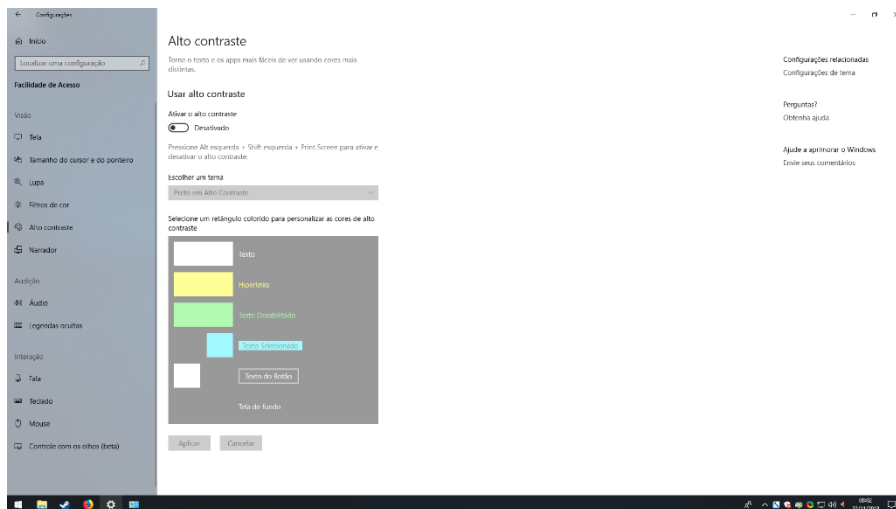 Configurações
Início
Localizar uma configuração
Facilidade de Acesso
Visão
Tela
Tamanho do cursor e do ponteiro
Lupa
Filtros de cor
Alto contraste
Narrador
Audição
Áudio
Legendas ocultas
Interação
Fala
Teclado
Mouse
Controle com os olhos (beta)
Alto contraste
Torne o texto e os apps mais fáceis de ver usando cores mais
distintas.
Usar alto contraste
Ativar o alto contraste
Desativado
Pressione Alt esquerda + Shift esquerda + Print Screen para ativar e
desativar o alto contraste.
Escolher um tema
Preto em Alto Contraste
Selecione um retângulo colorido para personalizar as cores de alto
contraste
Texto
Hiperlinks
Texto Desabilitado
Texto Selecionado
Texto do Botão
Tela de fundo
Aplicar
Cancelar
Configurações relacionadas
Configurações de tema
Perguntas?
Obtenha ajuda
Ajude a aprimorar o Windows
Envie seus comentários